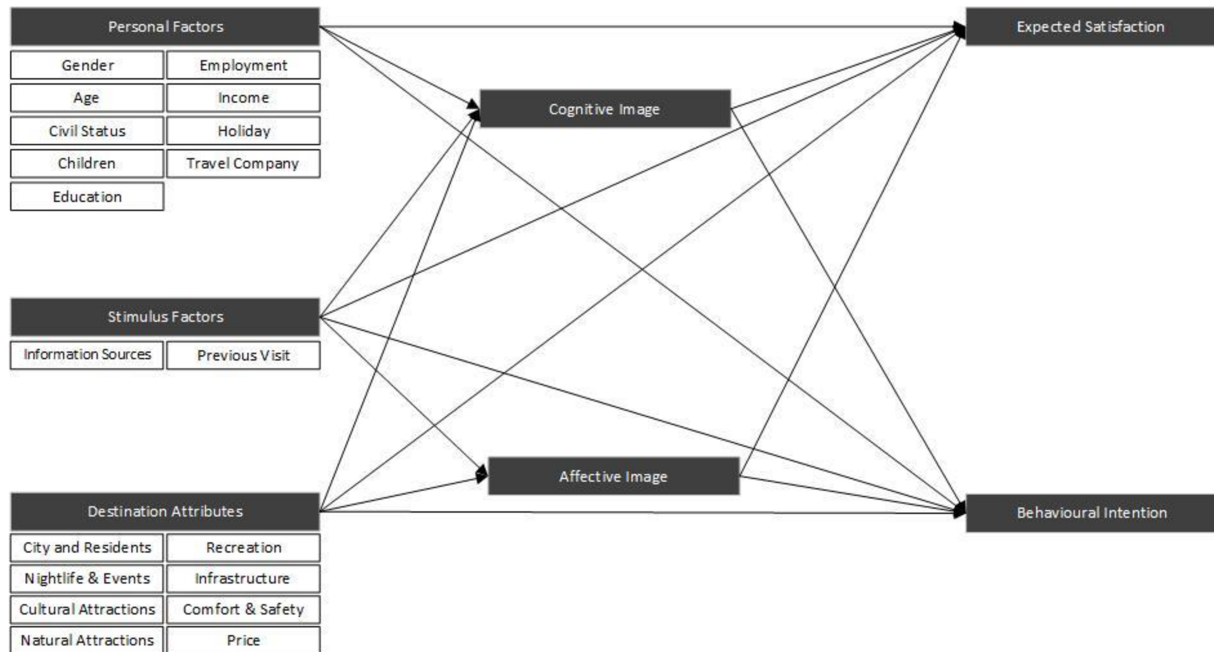 Personal Factors
Gender
Employment
Age
Income
Civil Status
Holiday
Children
Travel Company
Education
Stimulus Factors
Information Sources
Previous Visit
Destination Attributes
City and Residents
Recreation
Nightlife & Events
Infrastructure
Cultural Attractions
Comfort & Safety
Natural Attractions
Price
Cognitive Image
Affective Image
Expected Satisfaction
Behavioural Intention